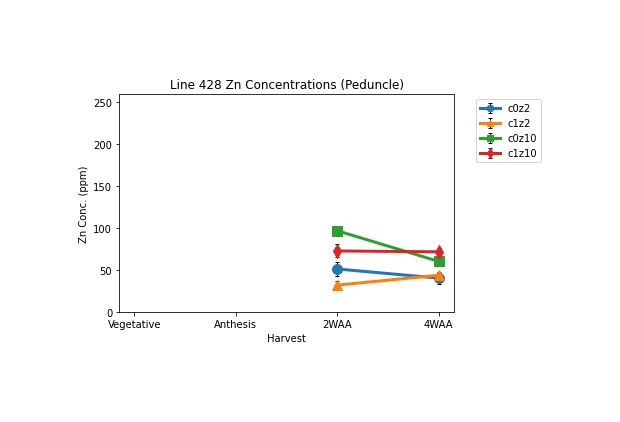 Line 428 Zn Concentrations (Peduncle)
250
200
150
100
50
0
Zn Conc. (ppm)
Vegetative
Anthesis
2WAA
4WAA
Harvest
c0z2
c1z2
c0z10
c1z10